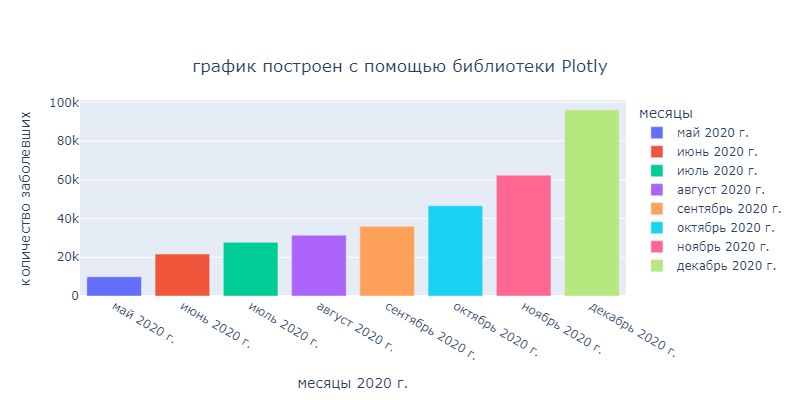 график построен с помощью библиотеки Plotly
количество заболевших
100k
80k
60k
40k
20k
0
май 2020 г.
июнь 2020 г.
июль 2020 г.
август 2020 г.
сентябрь 2020 г.
октябрь 2020 г.
ноябрь 2020 г.
декабрь 2020 г.
месяцы 2020 г.
месяцы
май 2020 г.
июнь 2020 г.
июль 2020 г.
август 2020 г.
сентябрь 2020 г.
октябрь 2020 г.
ноябрь 2020 г.
декабрь 2020 г.